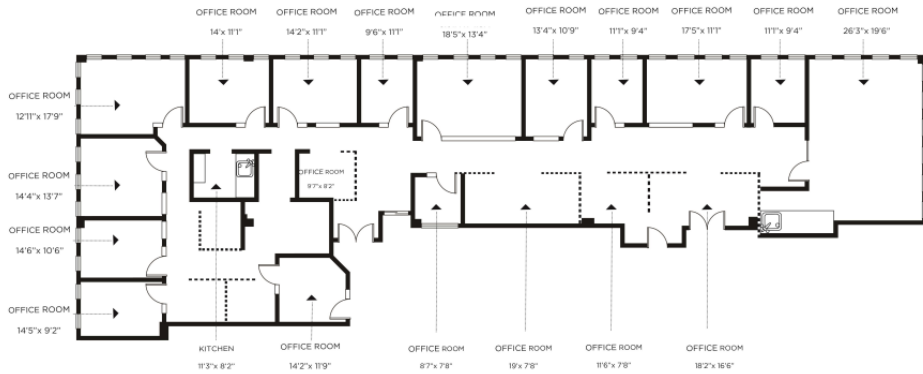 OFFICE ROOM
14'x 11'1"
OFFICE ROOM
14'2"x 11'1"
OFFICE ROOM
9'6"x 11'1"
OFFICE ROOM
18'5"x 13'4"
OFFICE ROOM
13'4"x 10'9"
OFFICE ROOM
11'1"x 9'4"
OFFICE ROOM
17'5"x 11'1"
OFFICE ROOM
11'1"x 9'4"
OFFICE ROOM
26'3"x 19'6"
OFFICE ROOM
12'11"x 17'9"
OFFICE ROOM
14'4"x 13'7"
OFFICE ROOM
9'7"x 8'2"
OFFICE ROOM
14'6"x 10'6"
OFFICE ROOM
14'5"x 9'2"
KITCHEN
11'3"x 8'2"
OFFICE ROOM
14'2"x 11'9"
OFFICE ROOM
8'7"x 7'8"
OFFICE ROOM
19'x 7'8"
OFFICE ROOM
11'6"x 7'8"
OFFICE ROOM
18'2"x 16'6"